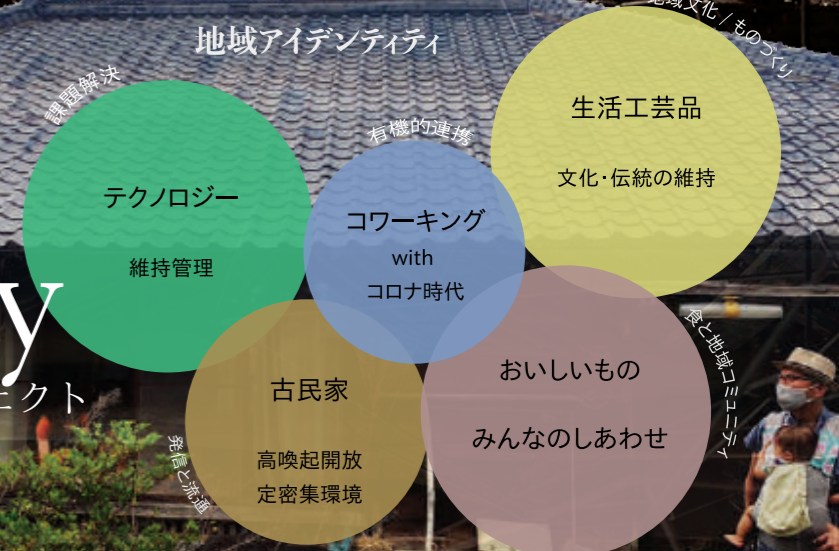 地域アイデンティティ
課題解決
テクノロジー
維持管理
有機的連携
コワーキング
with
コロナ時代
地域文化 / ものづくり
生活工芸品
文化・伝統の維持
y
ェクト
古民家
高喚起開放
定密集環境
発信と流通
おいしいもの
みんなのしあわせ
食と地域コミュニティ